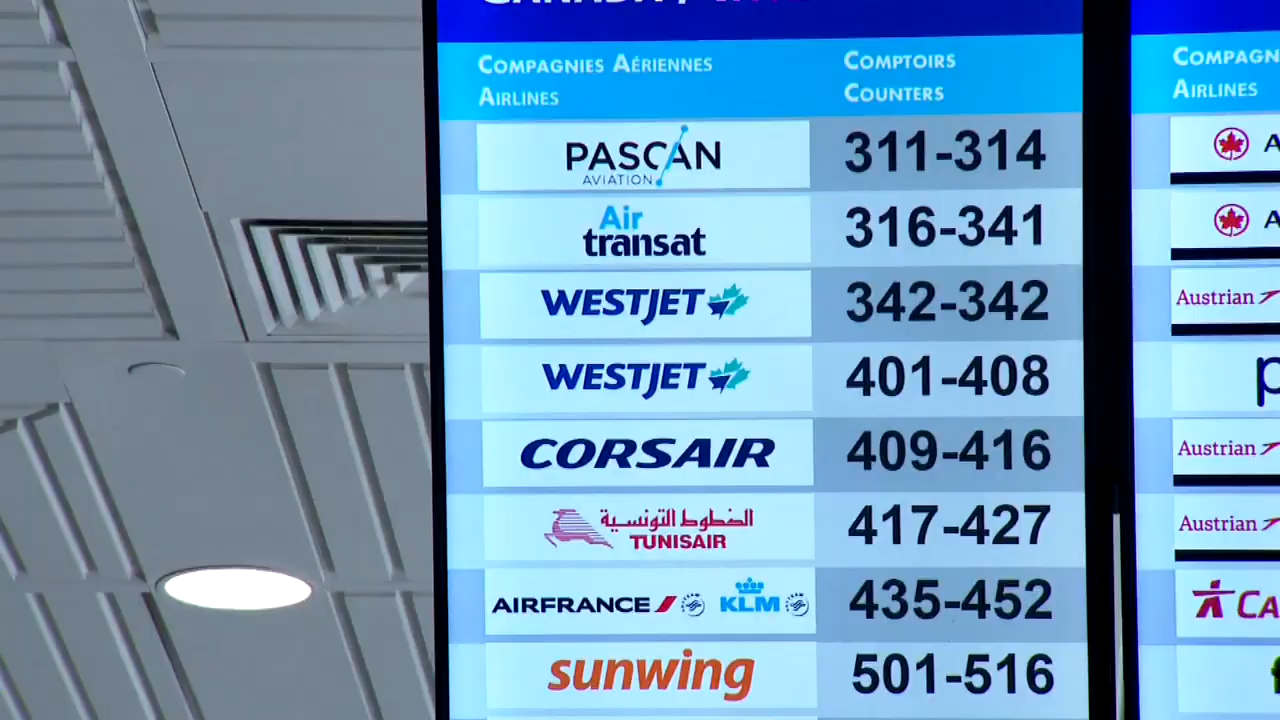 CANADA /
COMPAGNIES AÉRIENNES
AIRLINES
COMPTOIRS
COUNTERS
PASCAN
AVIATION
311-314
Air
transat
316-341
WESTJET
342-342
WESTJET
401-408
CORSAIR
409-416
الخطوط التونسية
TUNISAIR
417-427
AIRFRANCE KLM
435-452
sunwing
501-516
COMPAGN
AIRLINES
A
A
Austrian
p
Austrian
Austrian
CA